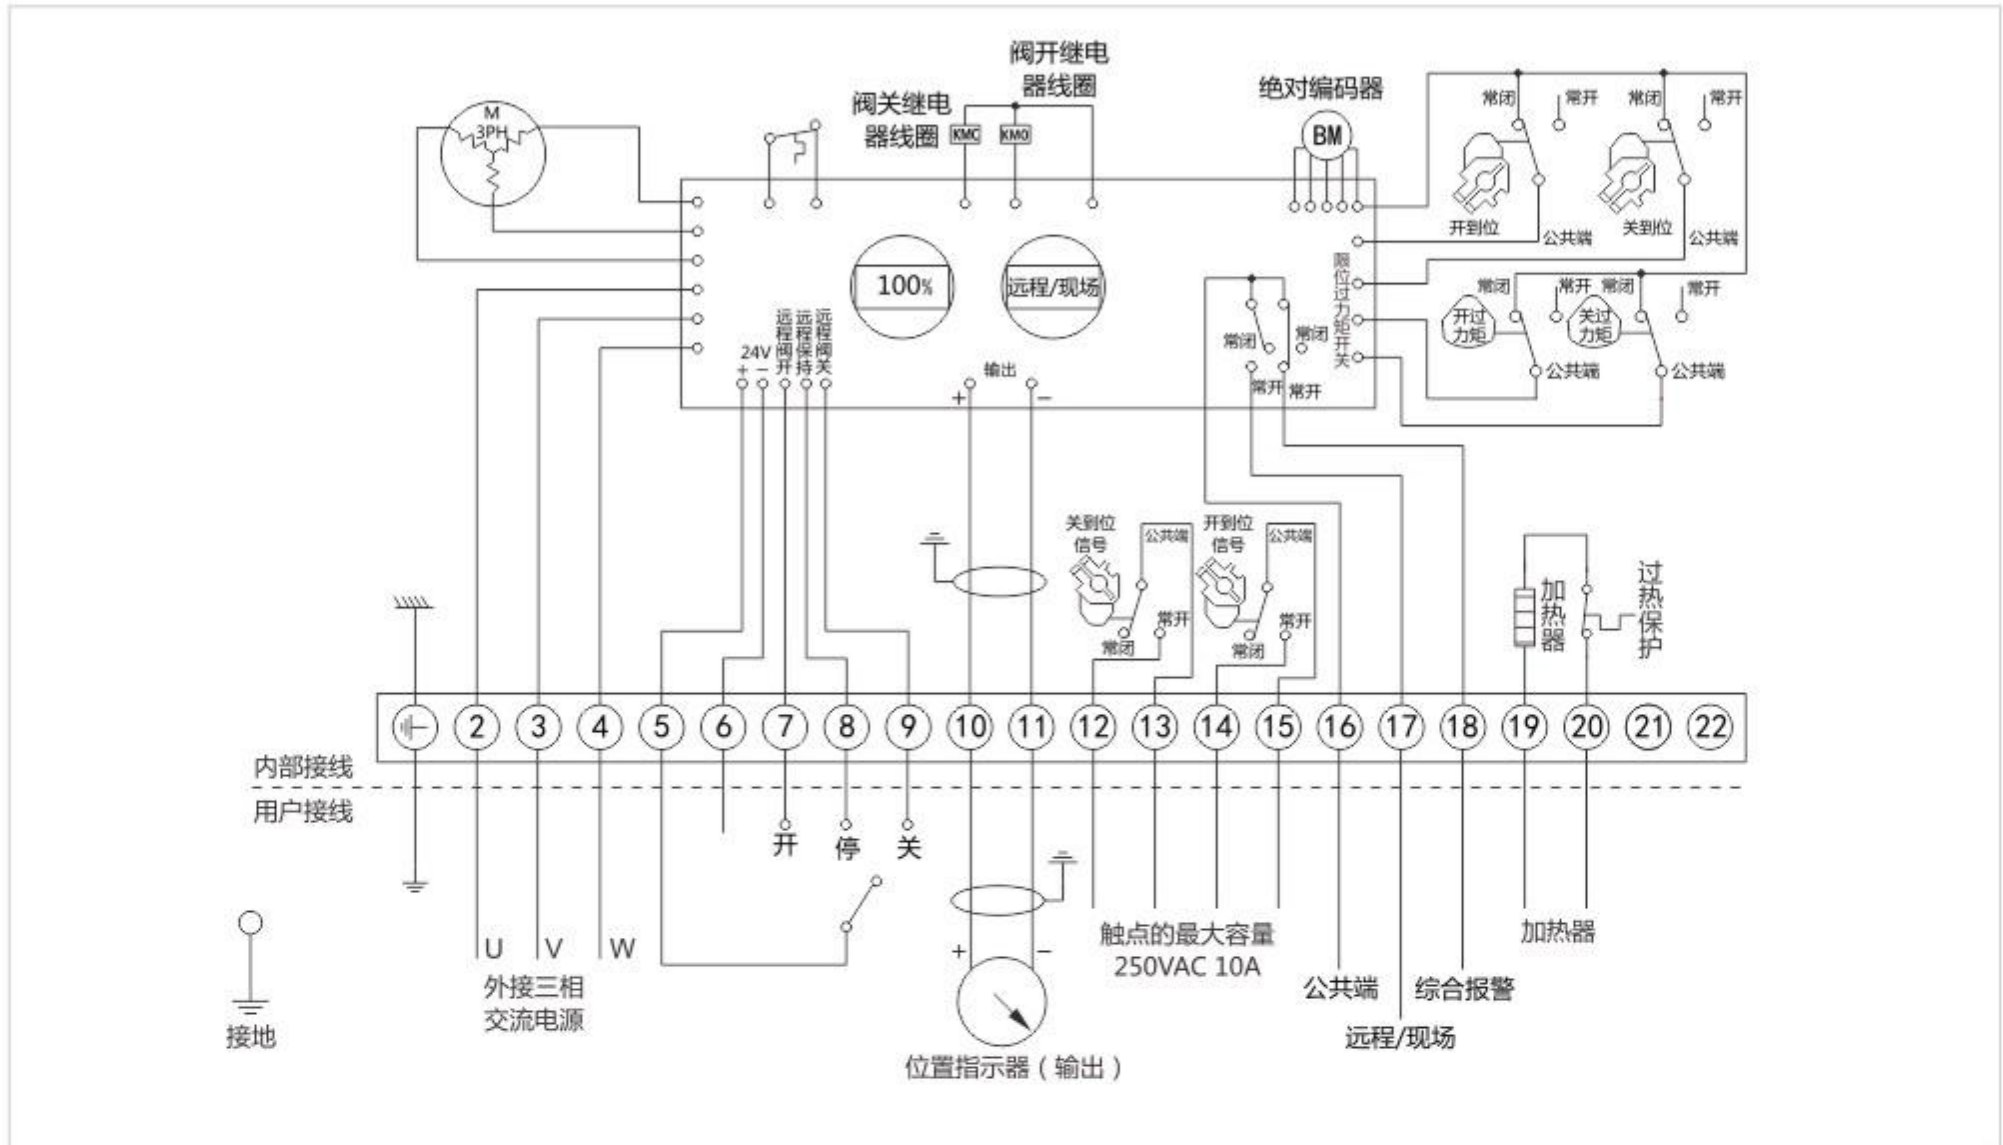 阀开继电
器线圈
阀关继电
器线圈
KMC
KMO
绝对编码器
BM
M
3PH
常闭
常开
常闭
常开
开到位
公共端
关到位
公共端
常闭
常开
常闭
常开
开过
力矩
关过
力矩
公共端
公共端
100%
远程/现场
限位过力矩开关
常闭
常闭
常开
常开
24V
+
−
远程阀开
远程保持
远程阀关
输出
+
−
关到位
信号
公共端
常开
常闭
开到位
信号
公共端
常开
常闭
加热器
过热保护
2
3
4
5
6
7
8
9
10
11
12
13
14
15
16
17
18
19
20
21
22
内部接线
用户接线
开
停
关
U
V
W
外接三相
交流电源
接地
+
−
位置指示器（输出）
触点的最大容量
250VAC 10A
公共端
综合报警
远程/现场
加热器